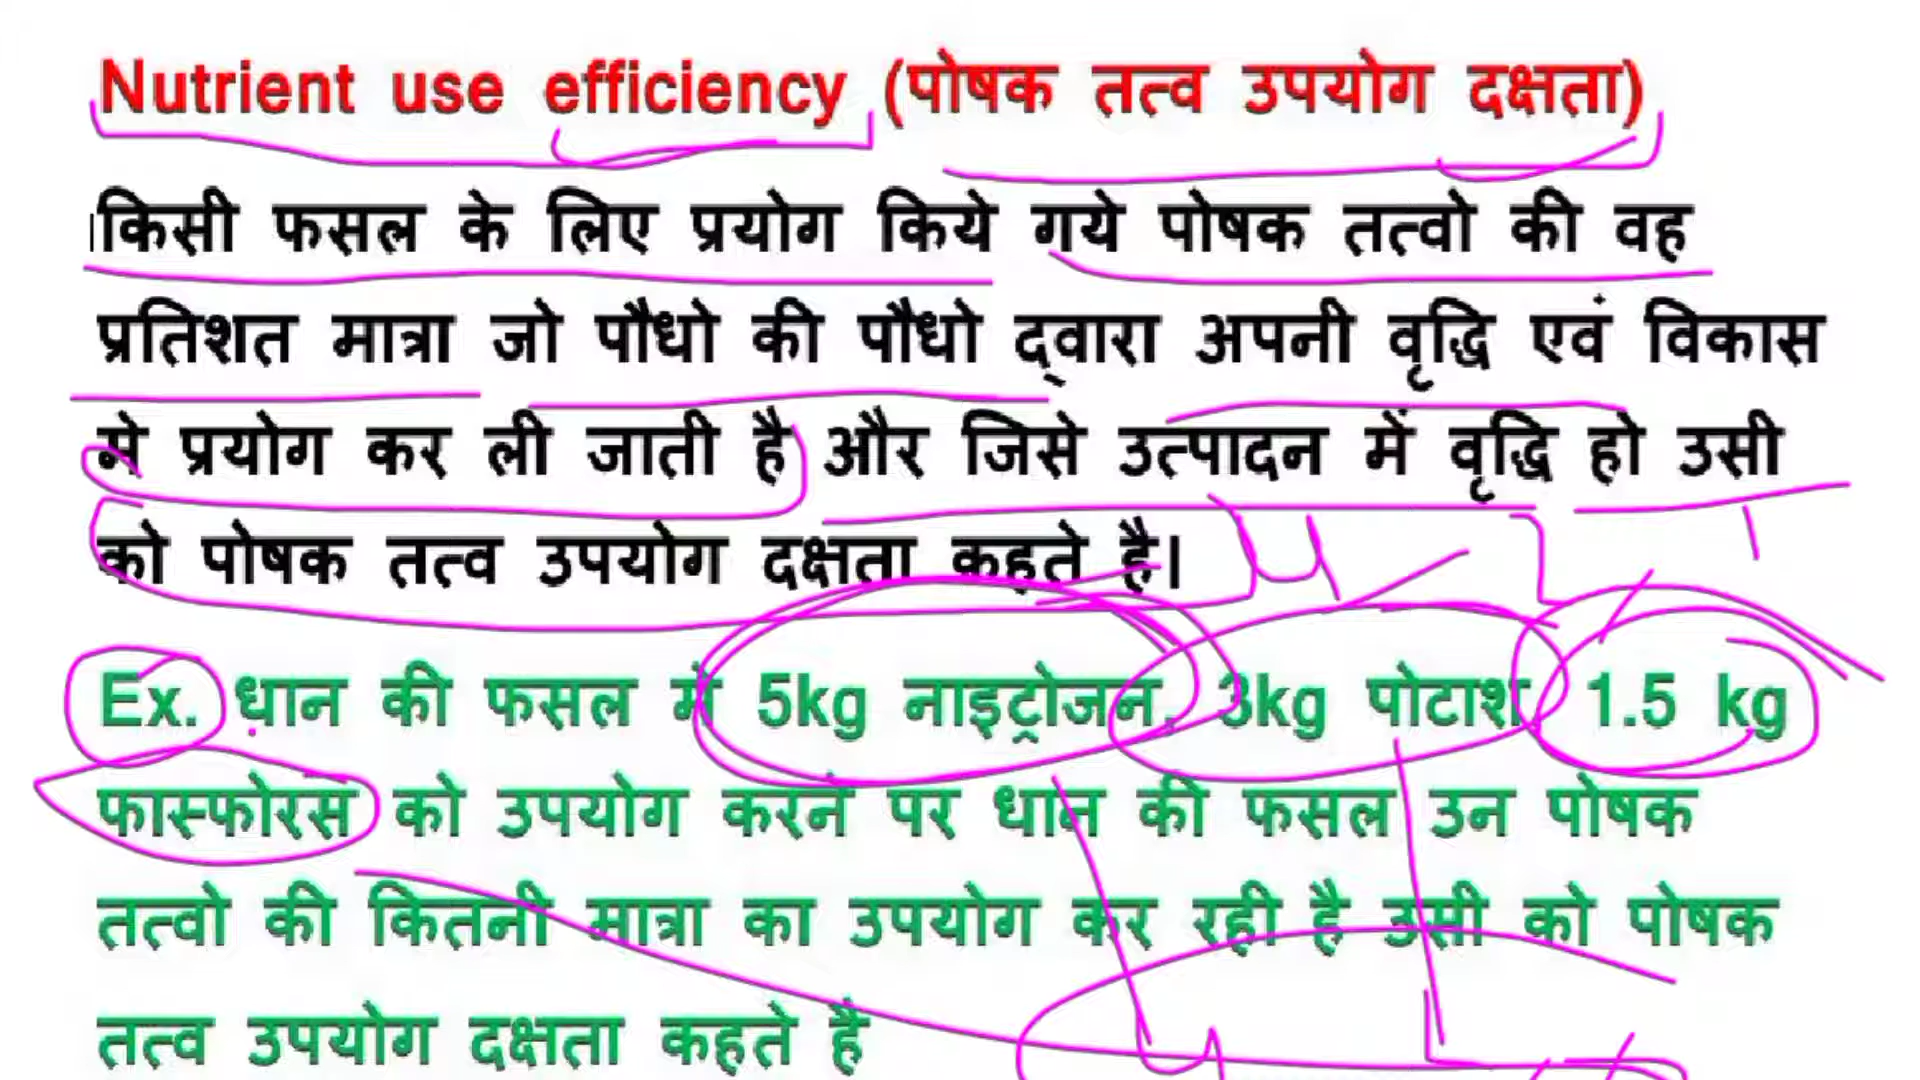 Nutrient use efficiency (पोषक तत्व उपयोग दक्षता)
किसी फसल के लिए प्रयोग किये गये पोषक तत्वो की वह
प्रतिशत मात्रा जो पौधो की पौधो द्वारा अपनी वृद्धि एवं विकास
मे प्रयोग कर ली जाती है और जिसे उत्पादन में वृद्धि हो उसी
को पोषक तत्व उपयोग दक्षता कहते है।
Ex. धान की फसल मे 5kg नाइट्रोजन, 3kg पोटाश 1.5 kg
फास्फोरस को उपयोग करने पर धान की फसल उन पोषक
तत्वो की कितनी मात्रा का उपयोग कर रही है उसी को पोषक
तत्व उपयोग दक्षता कहते है